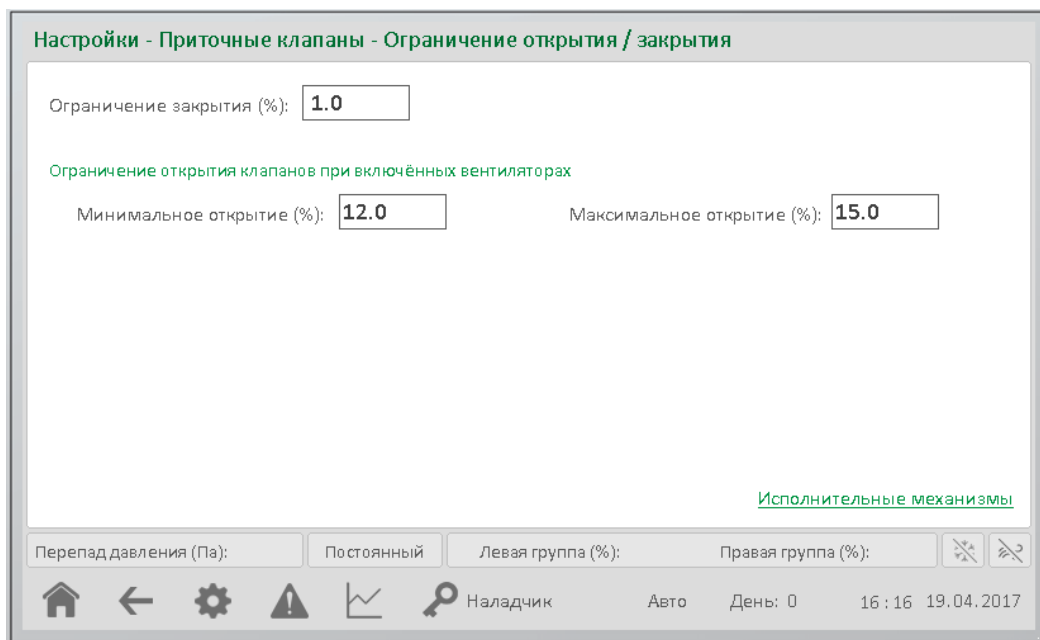 Настройки - Приточные клапаны - Ограничение открытия / закрытия
Ограничение закрытия (%): 1.0
Ограничение открытия клапанов при включённых вентиляторах
Минимальное открытие (%): 12.0 Максимальное открытие (%): 15.0
Исполнительные механизмы
Перепад давления (Па): Постоянный Левая группа (%): Правая группа (%):
Наладчик Авто День: 0 16 : 16 19.04.2017